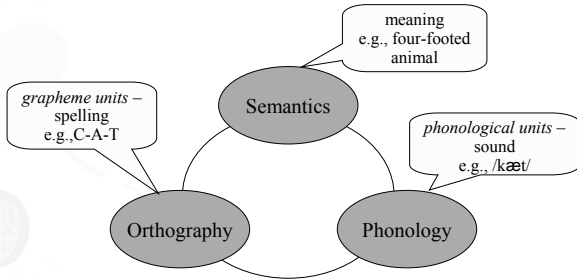 meaning
e.g., four-footed
animal
Semantics
grapheme units –
spelling
e.g.,C-A-T
phonological units –
sound
e.g., /kæt/
Orthography
Phonology